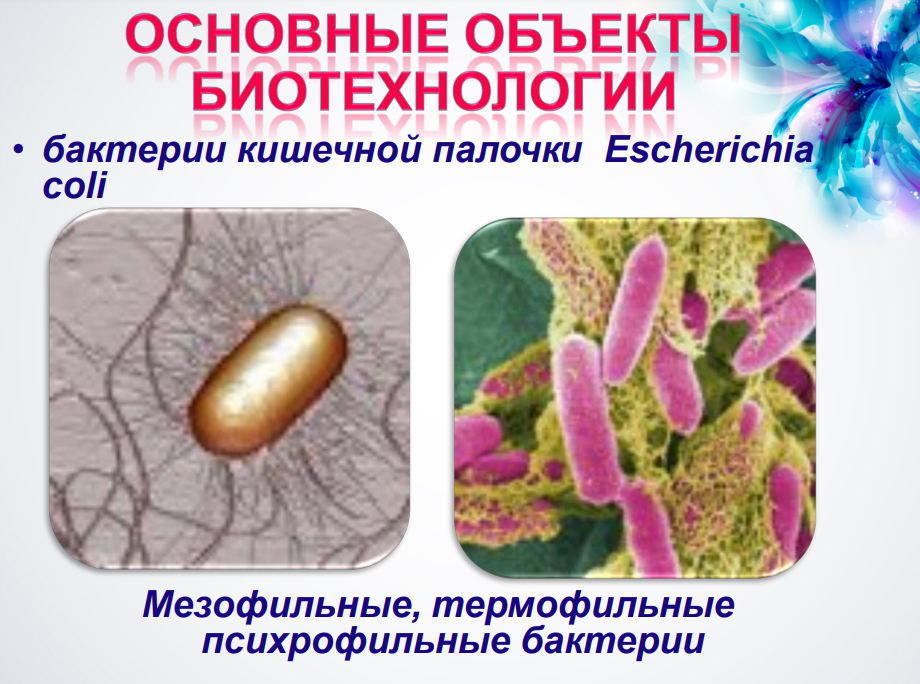 ОСНОВНЫЕ ОБЪЕКТЫ
БИОТЕХНОЛОГИИ
• бактерии кишечной палочки Escherichia
coli
Мезофильные, термофильные
психрофильные бактерии